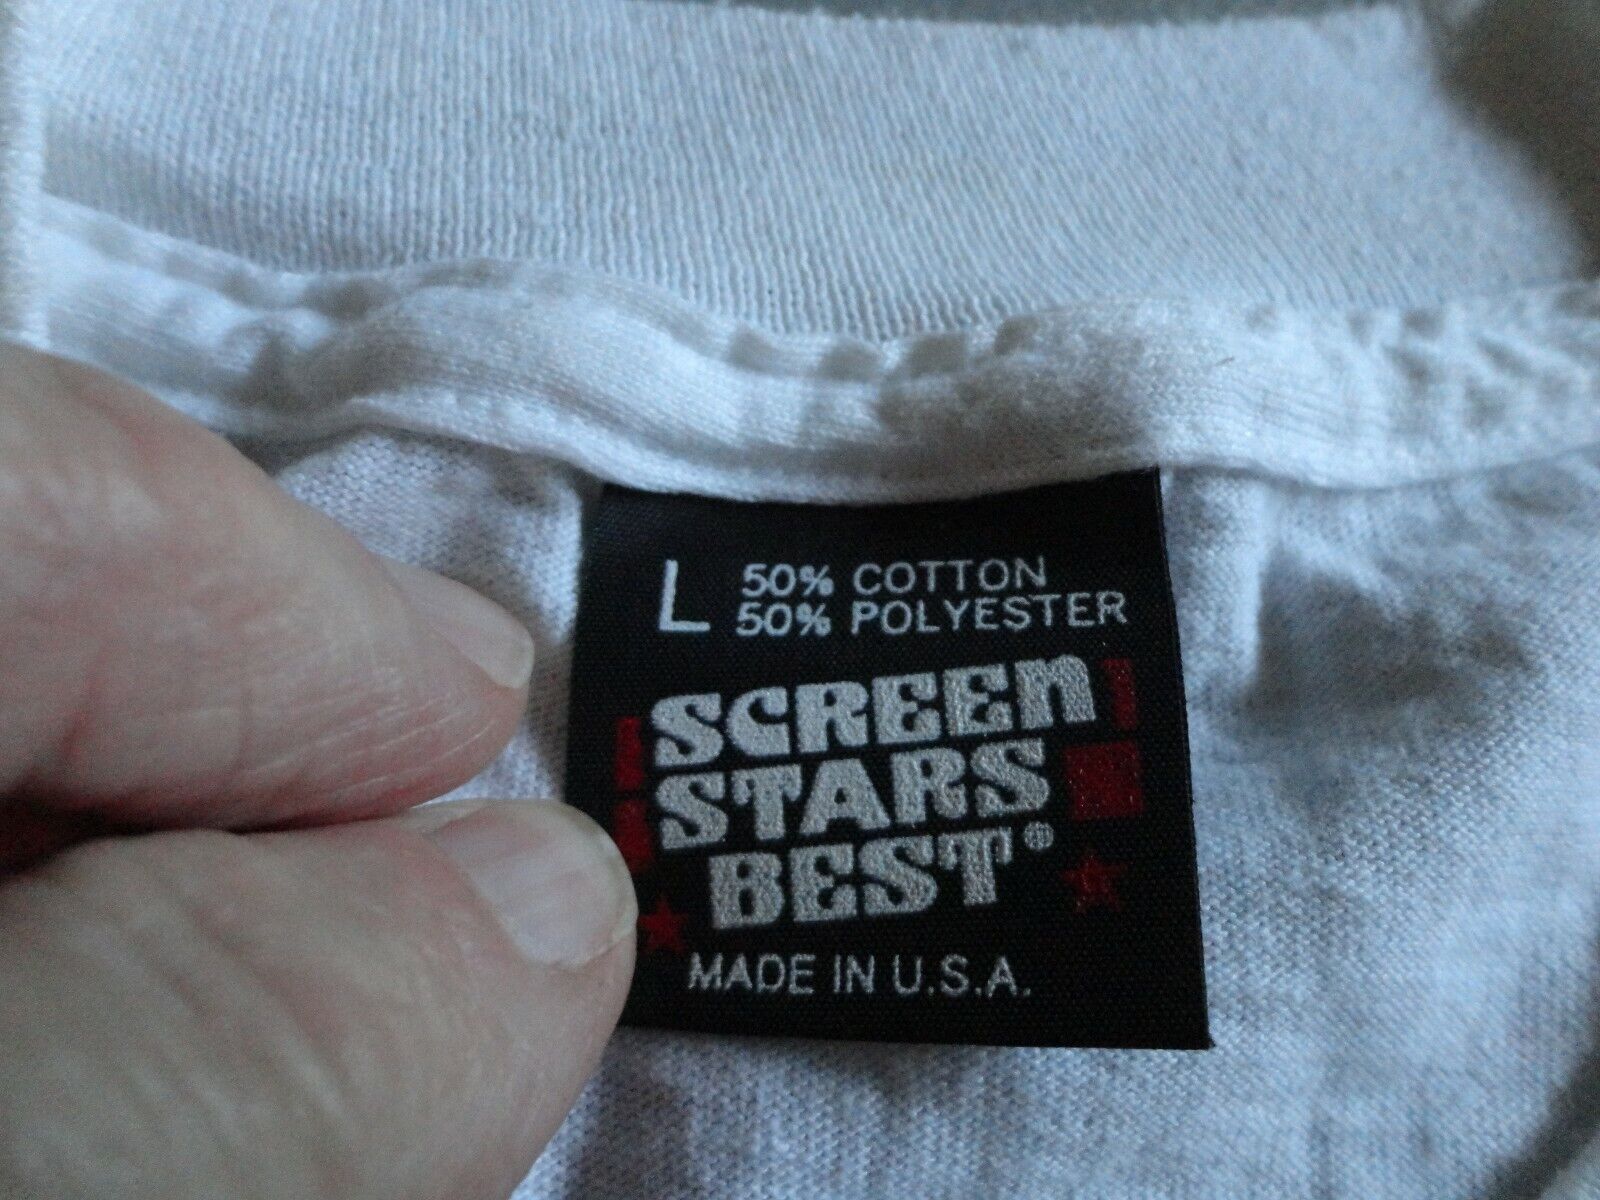 L 50% COTTON
50% POLYESTER
SCREEN
STARS
BEST®
MADE IN U.S.A.